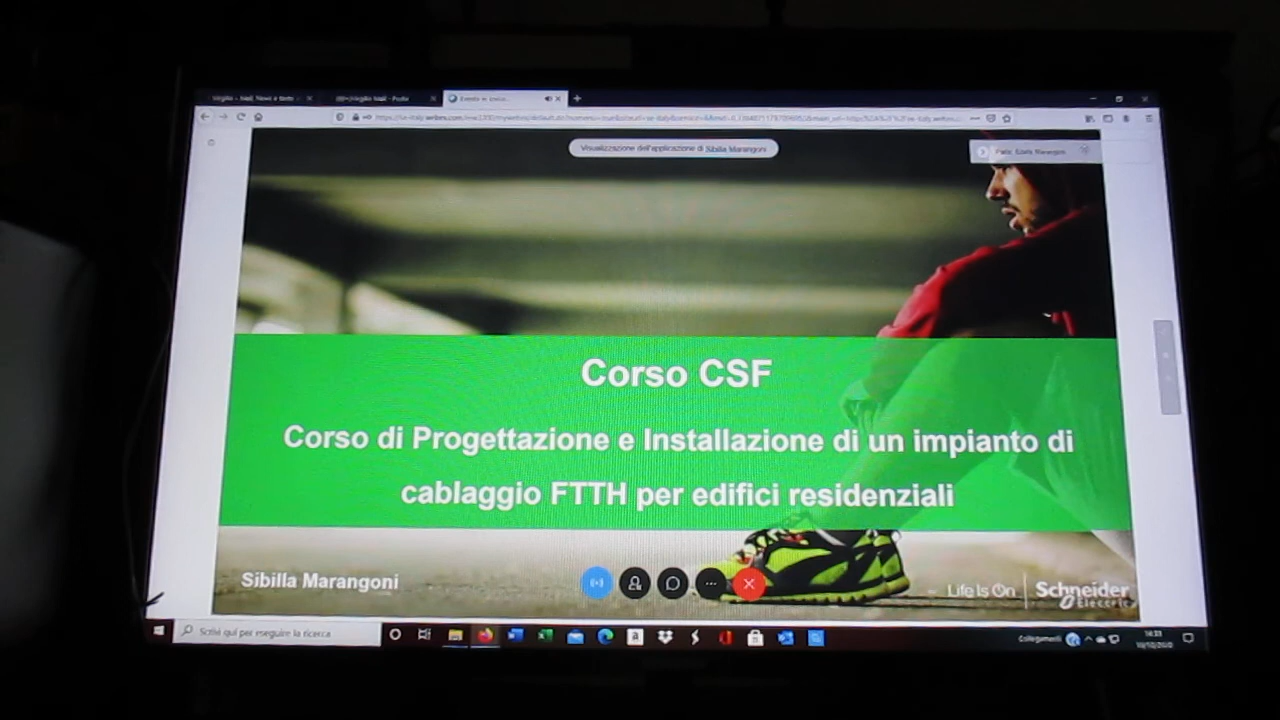 Visualizzazione dell'applicazione di Sibilla Marangoni
Corso CSF
Corso di Progettazione e Installazione di un impianto di
cablaggio FTTH per edifici residenziali
Sibilla Marangoni
Life Is On
Schneider
Electric
Scrivi qui per eseguire la ricerca
Collegamenti